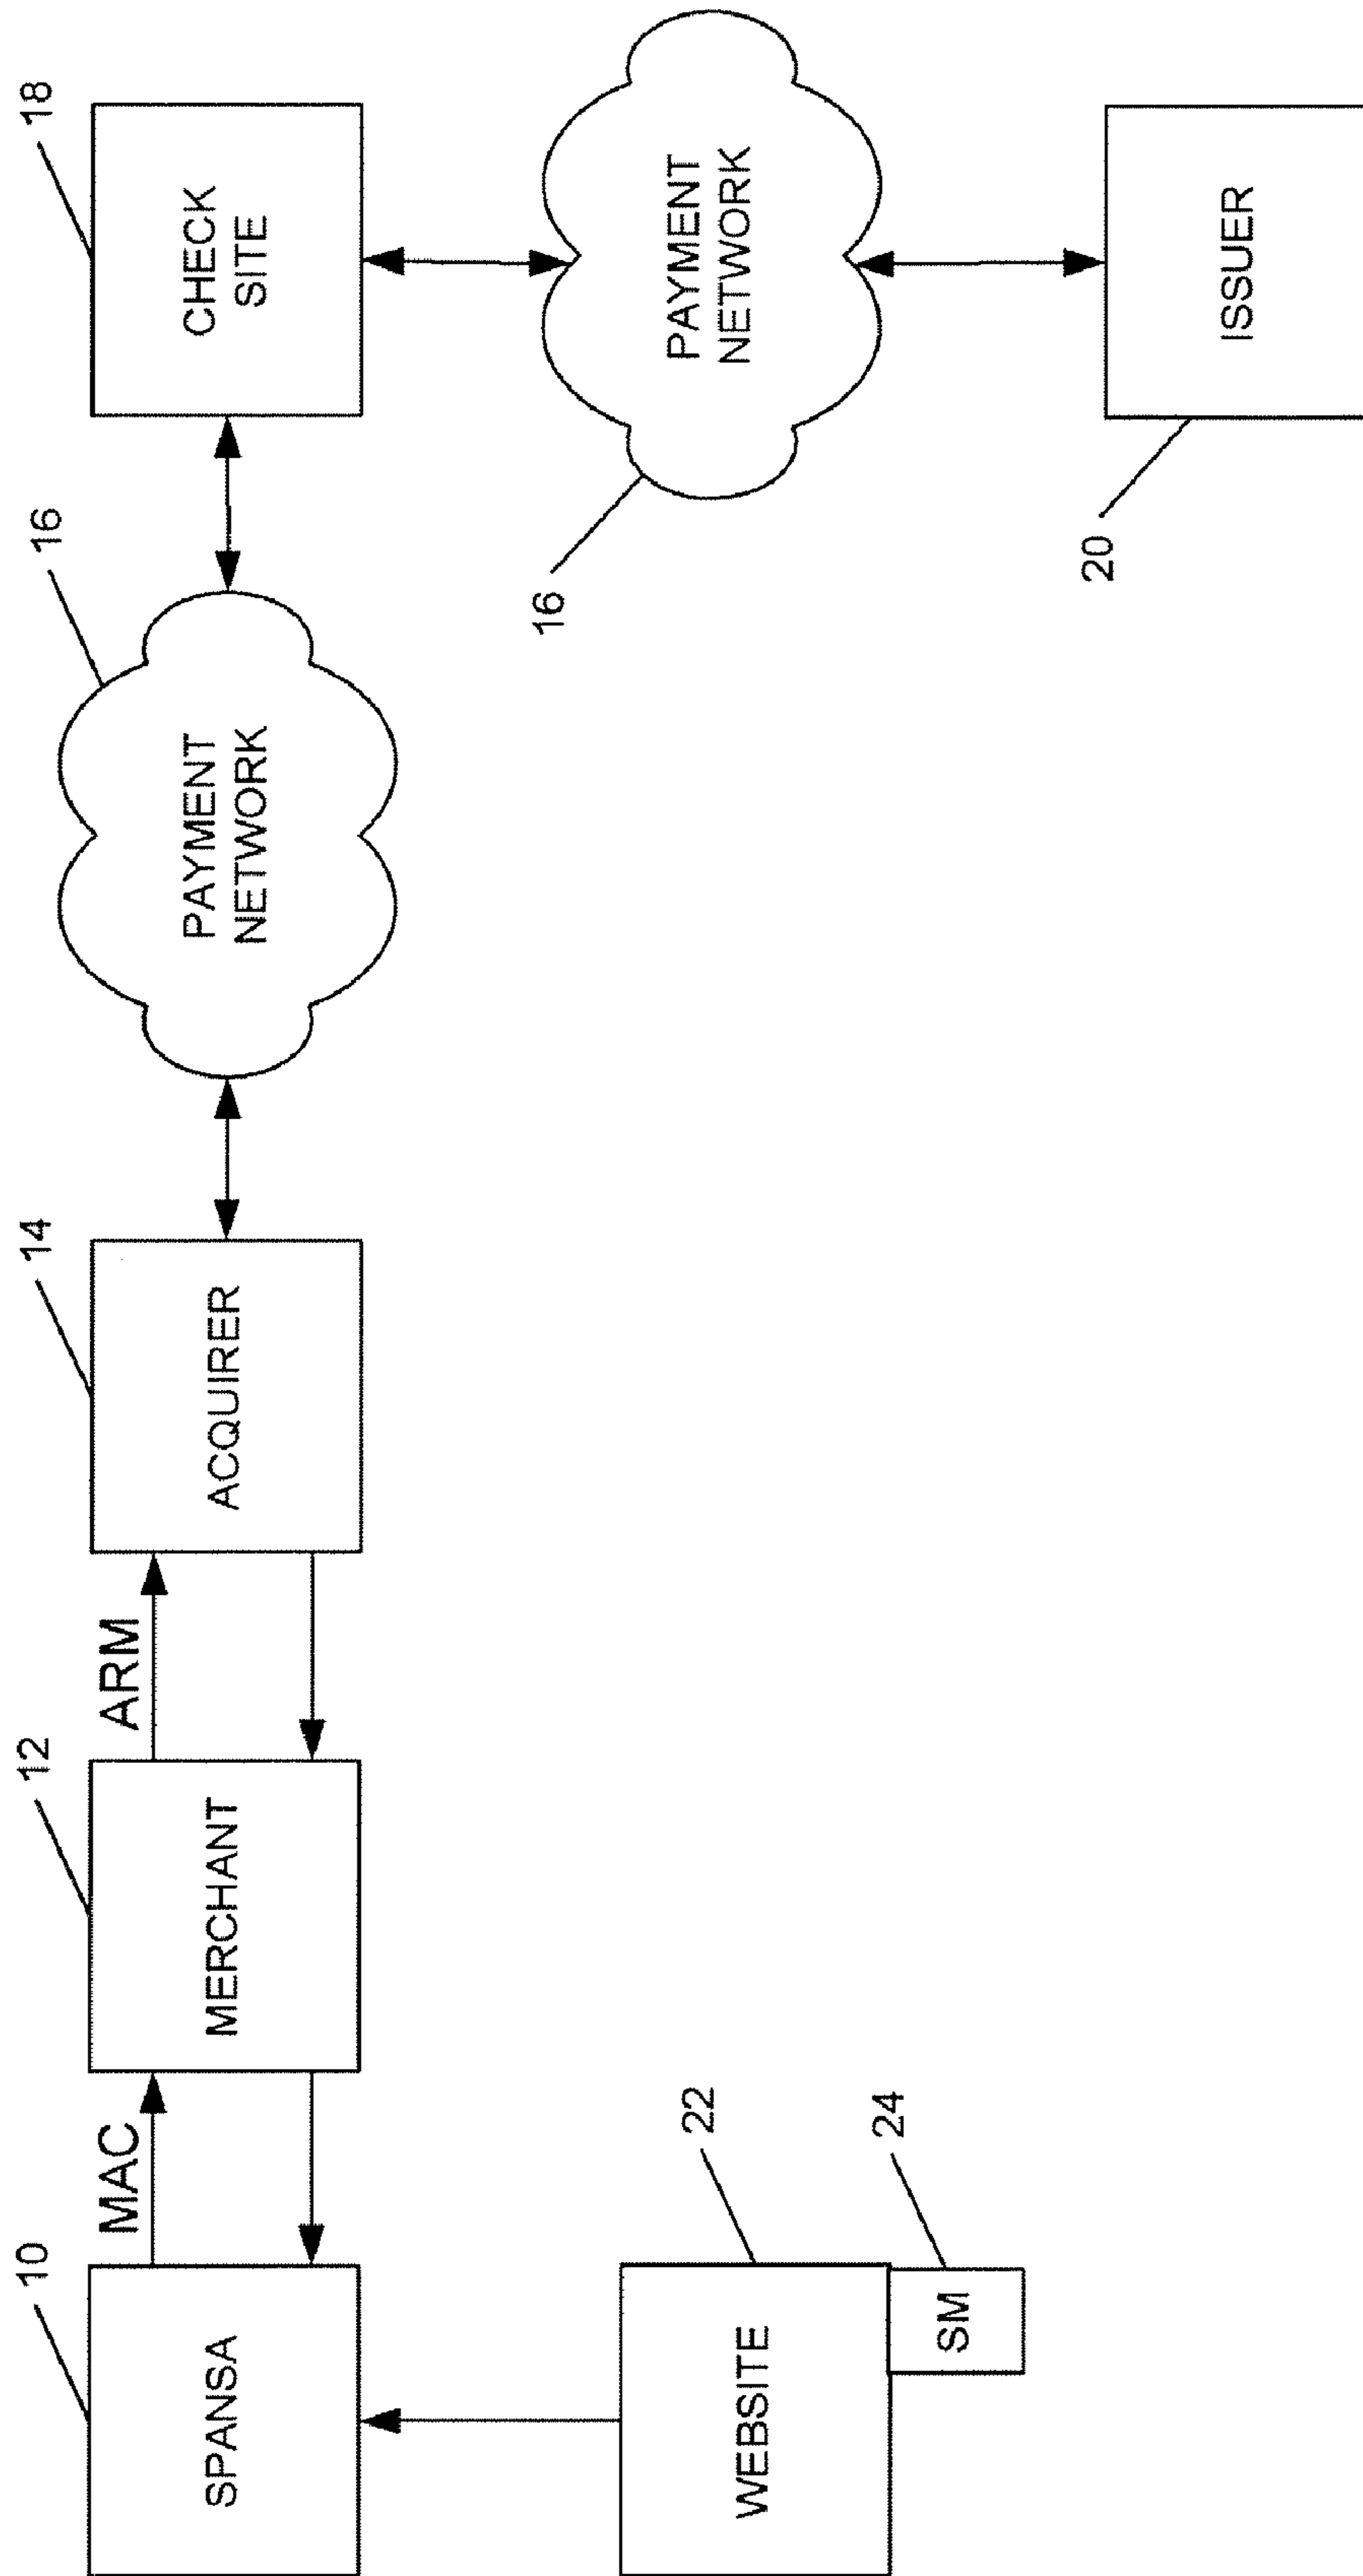 10
SPANSA
MAC
12
MERCHANT
ARM
14
ACQUIRER
16
PAYMENT
NETWORK
18
CHECK
SITE
16
PAYMENT
NETWORK
20
ISSUER
22
WEBSITE
24
SM